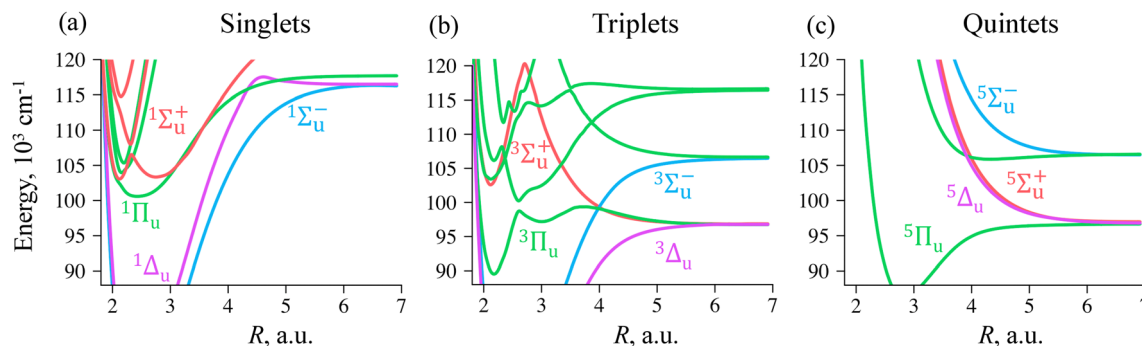 (a) Singlets
(b) Triplets
(c) Quintets
Energy, 10³ cm⁻¹
120
115
110
105
100
95
90
¹Σᵤ⁺
¹Σᵤ⁻
¹Πᵤ
¹Δᵤ
2 3 4 5 6 7
R, a.u.
120
115
110
105
100
95
90
³Σᵤ⁺
³Σᵤ⁻
³Πᵤ
³Δᵤ
2 3 4 5 6 7
R, a.u.
120
115
110
105
100
95
90
⁵Σᵤ⁻
⁵Σᵤ⁺
⁵Δᵤ
⁵Πᵤ
2 3 4 5 6 7
R, a.u.